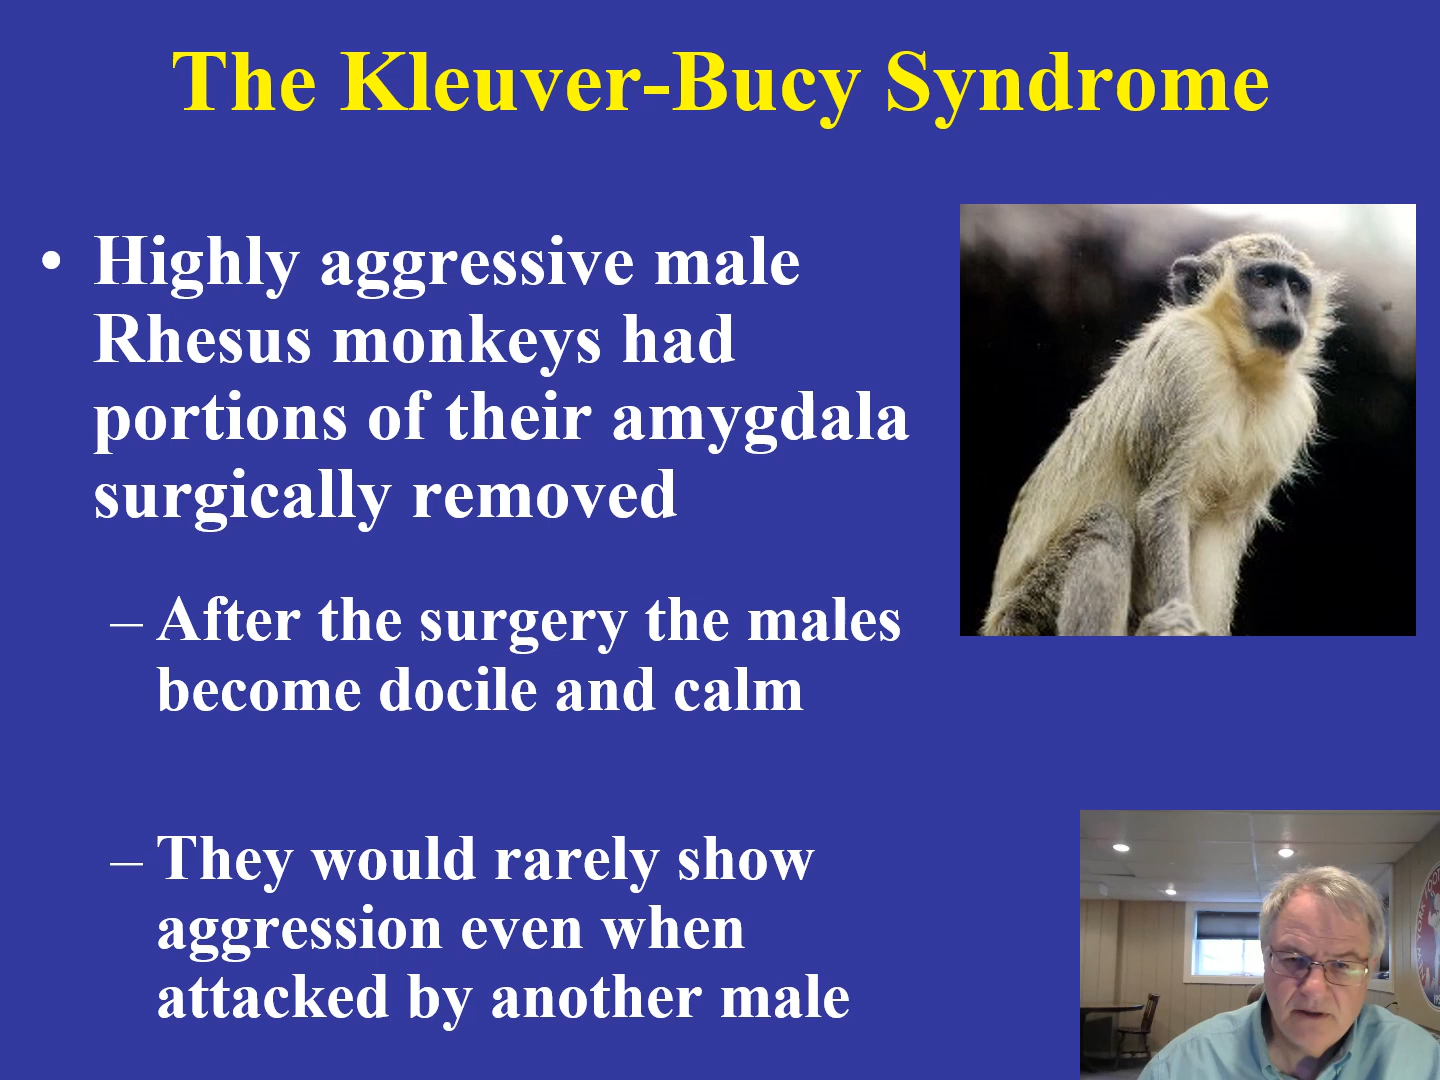 The Kleuver-Bucy Syndrome
• Highly aggressive male
Rhesus monkeys had
portions of their amygdala
surgically removed
– After the surgery the males
become docile and calm
– They would rarely show
aggression even when
attacked by another male
YORK